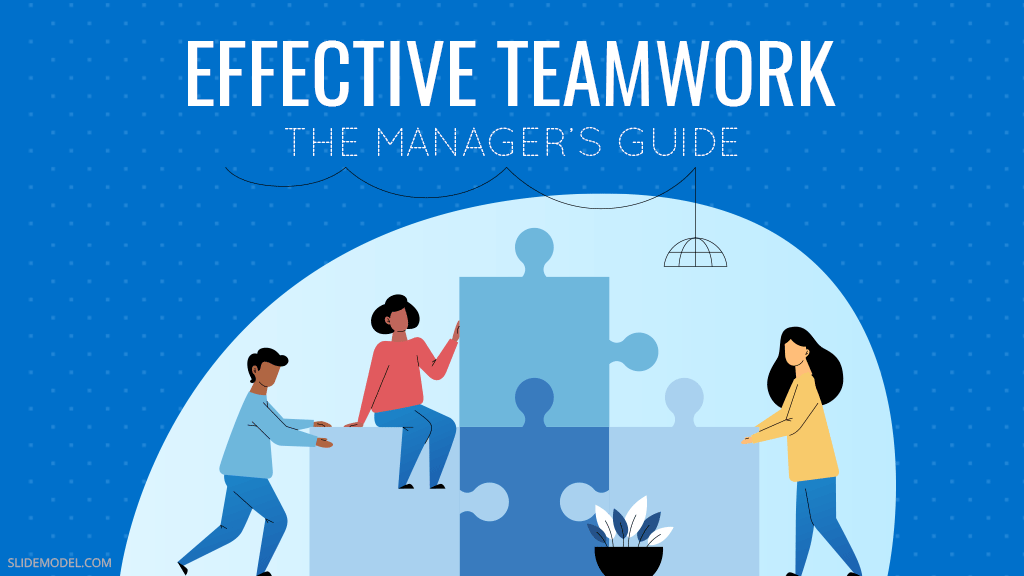 EFFECTIVE TEAMWORK
THE MANAGER'S GUIDE
SLIDEMODEL.COM